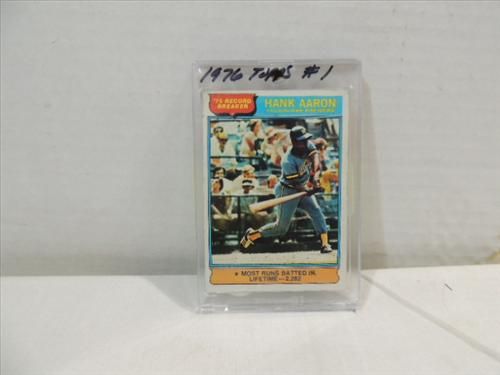 1976 TOPPS #1
'75 RECORD
BREAKER
HANK AARON
MOST RUNS BATTED IN,
LIFETIME—2,262